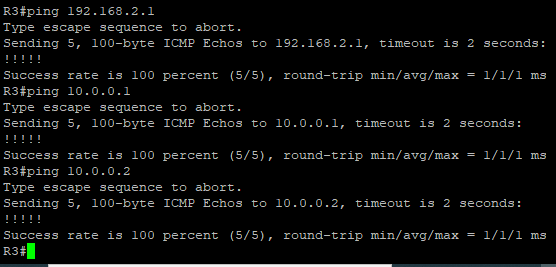 R3#ping 192.168.2.1
Type escape sequence to abort.
Sending 5, 100-byte ICMP Echos to 192.168.2.1, timeout is 2 seconds:
!!!!!
Success rate is 100 percent (5/5), round-trip min/avg/max = 1/1/1 ms
R3#ping 10.0.0.1
Type escape sequence to abort.
Sending 5, 100-byte ICMP Echos to 10.0.0.1, timeout is 2 seconds:
!!!!!
Success rate is 100 percent (5/5), round-trip min/avg/max = 1/1/1 ms
R3#ping 10.0.0.2
Type escape sequence to abort.
Sending 5, 100-byte ICMP Echos to 10.0.0.2, timeout is 2 seconds:
!!!!!
Success rate is 100 percent (5/5), round-trip min/avg/max = 1/1/1 ms
R3#